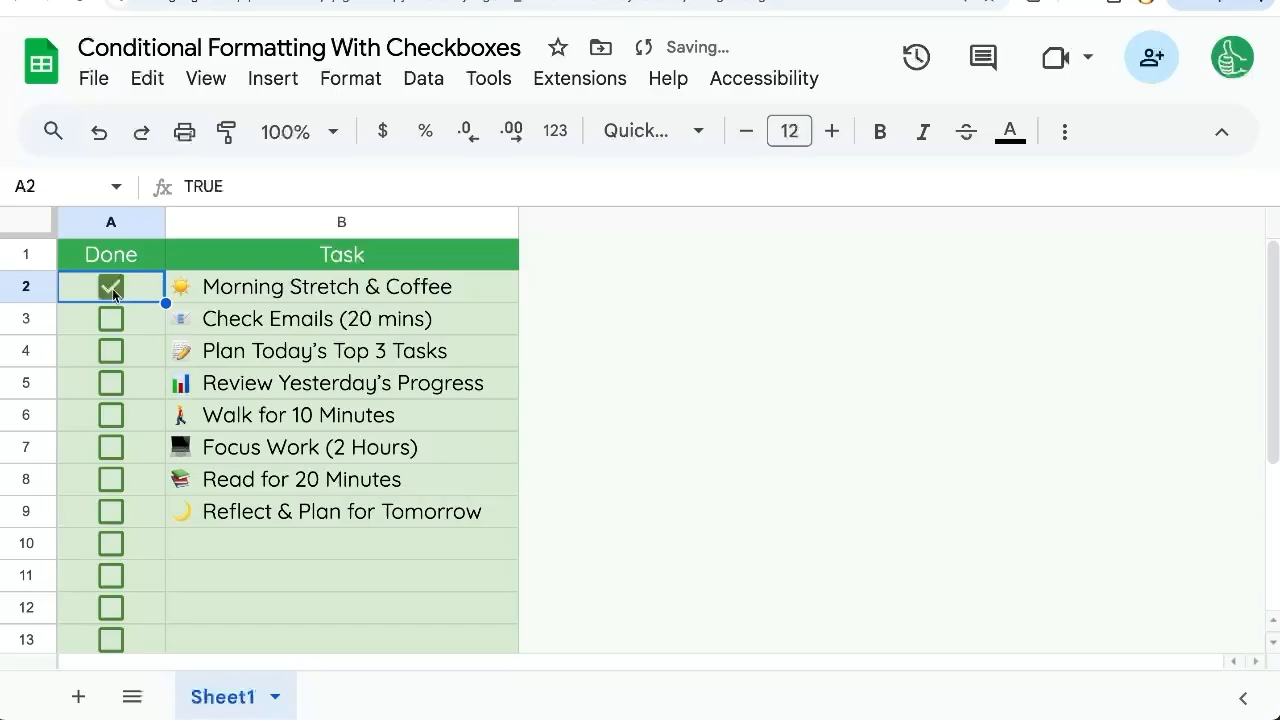 Conditional Formatting With Checkboxes Saving...
File Edit View Insert Format Data Tools Extensions Help Accessibility
100% $ % .0 .00 123 Quick... 12 B I S A
A2 fx TRUE
A B
1 Done Task
2 Morning Stretch & Coffee
3 Check Emails (20 mins)
4 Plan Today's Top 3 Tasks
5 Review Yesterday's Progress
6 Walk for 10 Minutes
7 Focus Work (2 Hours)
8 Read for 20 Minutes
9 Reflect & Plan for Tomorrow
10
11
12
13
Sheet1